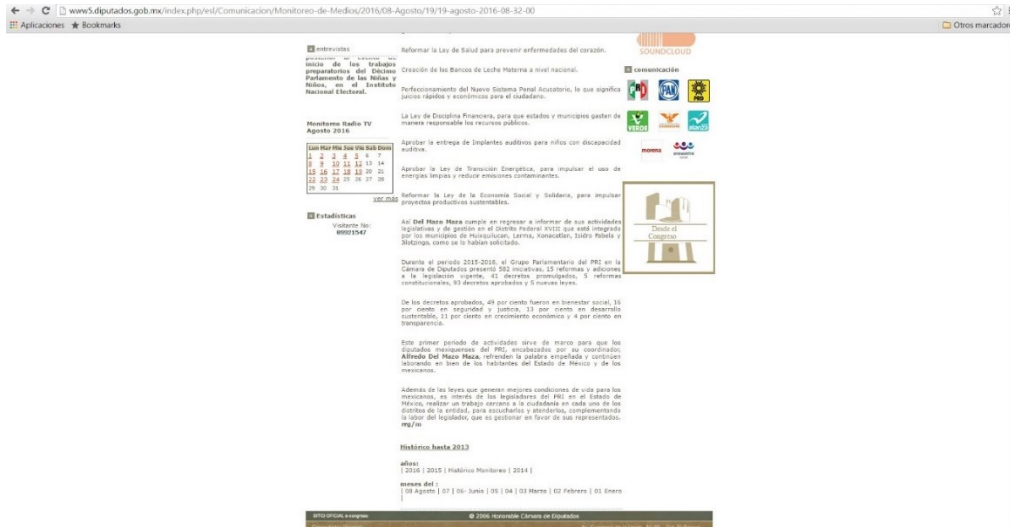 www5.diputados.gob.mx/index.php/esl/Comunicacion/Monitoreo-de-Medios/2016/08-Agosto/19/19-agosto-2016-08-32-00
Aplicaciones
Bookmarks
Otros marcador
entrevistas
inicio de los trabajos
preparatorios del Décimo
Parlamento de las Niñas y
Niños, en el Instituto
Nacional Electoral.
Monitoreo Radio TV
Agosto 2016
Lun Mar Mie Jue Vie Sab Dom
1 2 3 4 5 6 7
8 9 10 11 12 13 14
15 16 17 18 19 20 21
22 23 24 25 26 27 28
29 30 31
ver más
Estadísticas
Visitante No:
Reformar la Ley de Salud para prevenir enfermedades del corazón.
Creación de los Bancos de Leche Materna a nivel nacional.
Perfeccionamiento del Nuevo Sistema Penal Acusatorio, lo que significa
juicios rápidos y económicos para el ciudadano.
La Ley de Disciplina Financiera, para que estados y municipios gasten de
manera responsable los recursos públicos.
Aprobar la entrega de Implantes auditivos para niños con discapacidad
auditiva.
Aprobar la Ley de Transición Energética, para impulsar el uso de
energías limpias y reducir emisiones contaminantes.
Reformar la Ley de la Economía Social y Solidaria, para impulsar
proyectos productivos sustentables.
Así Del Mazo Maza cumple en regresar a informar de sus actividades
legislativas y de gestión en el Distrito Federal XVIII que está integrado
por los municipios de Huixquilucan, Lerma, Xonacatlan, Isidro Fabela y
Jilotzingo, como se lo habían solicitado.
Durante el periodo 2015-2016, el Grupo Parlamentario del PRI en la
Cámara de Diputados presentó 582 iniciativas, 15 reformas y adiciones
a la legislación vigente, 41 decretos promulgados, 5 reformas
constitucionales, 93 decretos aprobados y 5 nuevas leyes.
De los decretos aprobados, 49 por ciento fueron en bienestar social, 16
por ciento en seguridad y justicia, 13 por ciento en desarrollo
sustentable, 11 por ciento en crecimiento económico y 4 por ciento en
transparencia.
Este primer periodo de actividades sirve de marco para que los
diputados mexiquenses del PRI, encabezados por su coordinador,
Alfredo Del Mazo Maza, refrenden la palabra empeñada y continúen
laborando en bien de los habitantes del Estado de México y de los
mexicanos.
Además de las leyes que generan mejores condiciones de vida para los
mexicanos, es interés de los legisladores del PRI en el Estado de
México, realizar un trabajo cercano a la ciudadanía en cada uno de los
distritos de la entidad, para escucharlos y atenderlos, complementando
la labor del legislador, que es gestionar en favor de sus representados.
Histórico hasta 2013
años:
| 2016 | 2015 | Histórico Monitoreo | 2014 |
meses del :
| 08 Agosto | 07 | 06- Junio | 05 | 04 | 03 Marzo | 02 Febrero | 01 Enero
|
SOUNDCLOUD
comunicación
PRI
PAN
PRD
VERDE
morena
Desde el
Congreso
SITIO OFICIAL
© 2006 Honorable Cámara de Diputados